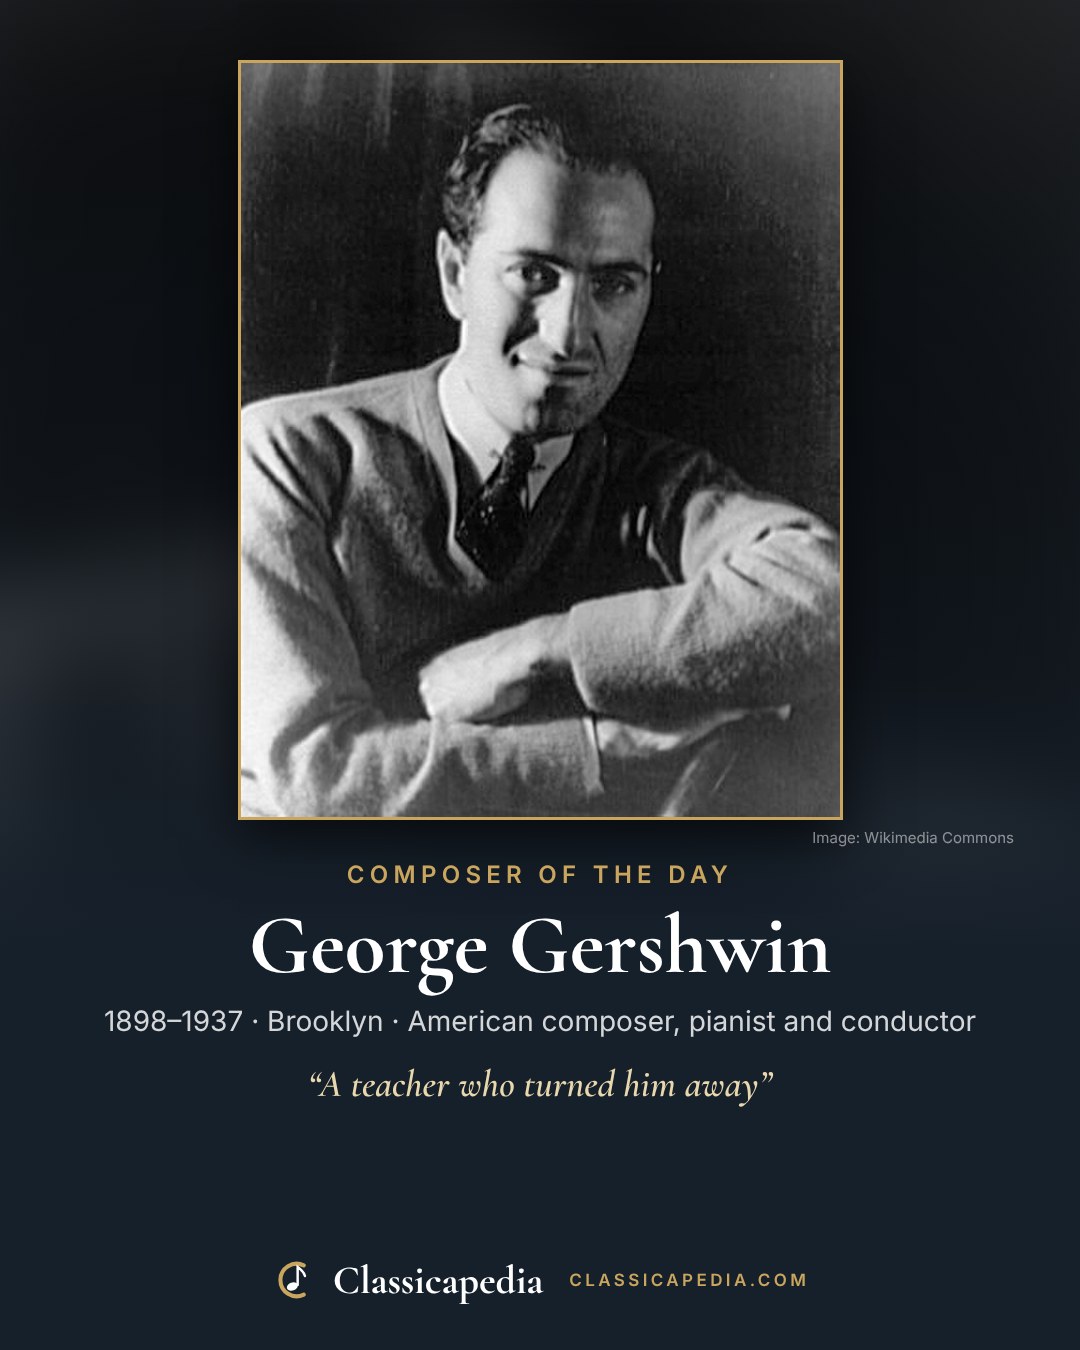 Image: Wikimedia Commons
COMPOSER OF THE DAY
George Gershwin
1898–1937 · Brooklyn · American composer, pianist and conductor
“A teacher who turned him away”
Classicapedia CLASSICAPEDIA.COM